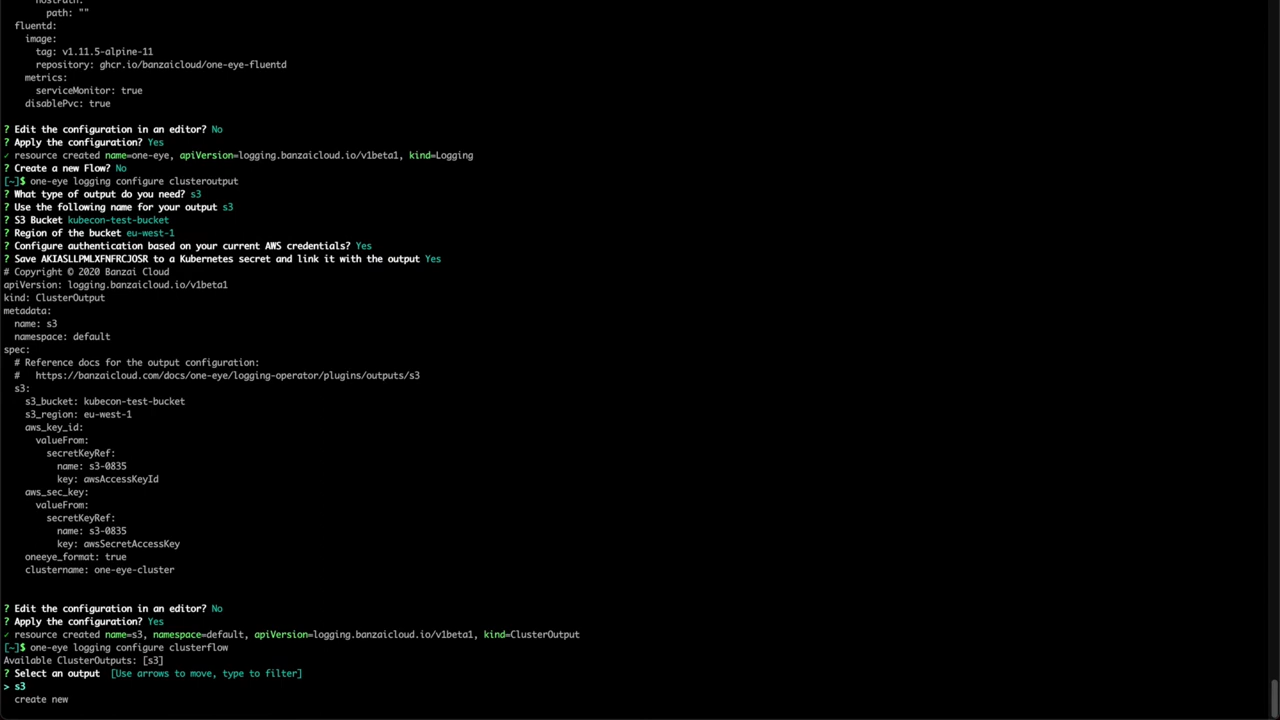 hostPath:
path: ""
fluentd:
image:
tag: v1.11.5-alpine-11
repository: ghcr.io/banzaicloud/one-eye-fluentd
metrics:
serviceMonitor: true
disablePvc: true
? Edit the configuration in an editor? No
? Apply the configuration? Yes
✓ resource created name=one-eye, apiVersion=logging.banzaicloud.io/v1beta1, kind=Logging
? Create a new Flow? No
[~]$ one-eye logging configure clusteroutput
? What type of output do you need? s3
? Use the following name for your output s3
? S3 Bucket kubecon-test-bucket
? Region of the bucket eu-west-1
? Configure authentication based on your current AWS credentials? Yes
? Save AKIASLLPMLXFNFRCJOSR to a Kubernetes secret and link it with the output Yes
# Copyright © 2020 Banzai Cloud
apiVersion: logging.banzaicloud.io/v1beta1
kind: ClusterOutput
metadata:
name: s3
namespace: default
spec:
# Reference docs for the output configuration:
#   https://banzaicloud.com/docs/one-eye/logging-operator/plugins/outputs/s3
s3:
s3_bucket: kubecon-test-bucket
s3_region: eu-west-1
aws_key_id:
valueFrom:
secretKeyRef:
name: s3-0835
key: awsAccessKeyId
aws_sec_key:
valueFrom:
secretKeyRef:
name: s3-0835
key: awsSecretAccessKey
oneeye_format: true
clustername: one-eye-cluster
? Edit the configuration in an editor? No
? Apply the configuration? Yes
✓ resource created name=s3, namespace=default, apiVersion=logging.banzaicloud.io/v1beta1, kind=ClusterOutput
[~]$ one-eye logging configure clusterflow
Available ClusterOutputs: [s3]
? Select an output  [Use arrows to move, type to filter]
> s3
create new